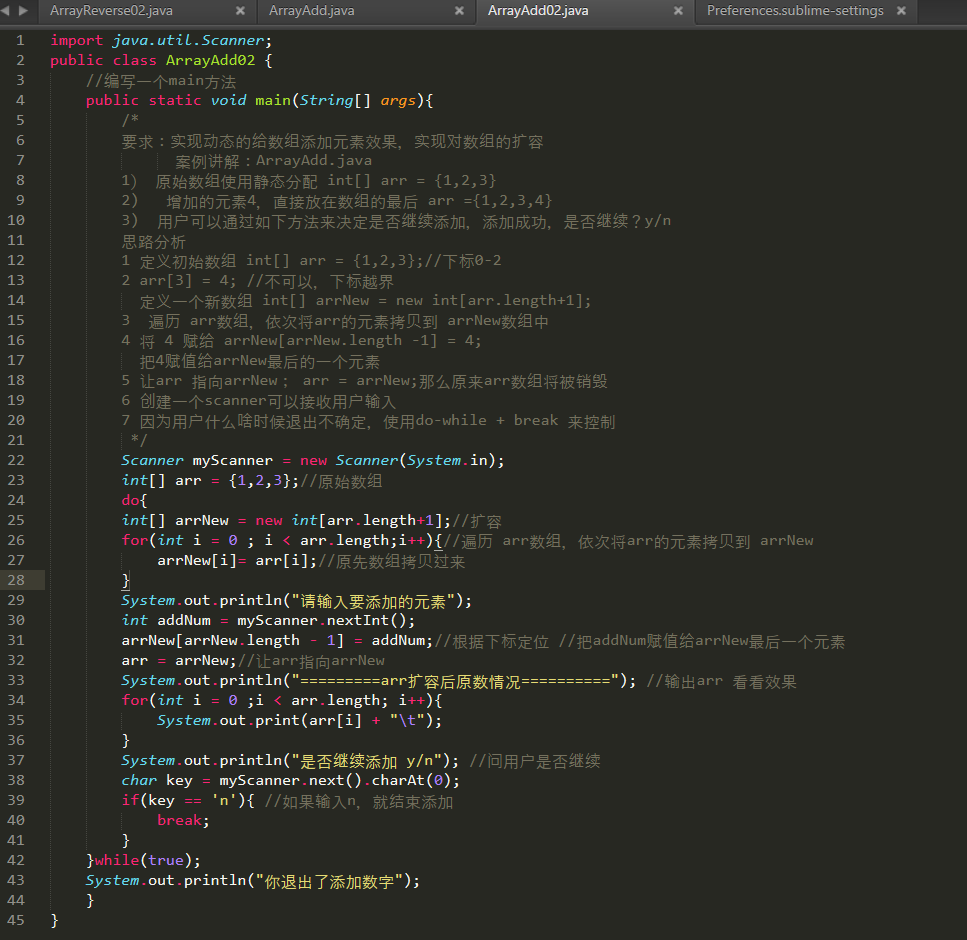 ArrayReverse02.java × ArrayAdd.java × ArrayAdd02.java × Preferences.sublime-settings ×
1 import java.util.Scanner;
2 public class ArrayAdd02 {
3 //编写一个main方法
4 public static void main(String[] args){
5 /*
6 要求：实现动态的给数组添加元素效果，实现对数组的扩容
7 案例讲解：ArrayAdd.java
8 1） 原始数组使用静态分配 int[] arr = {1,2,3}
9 2） 增加的元素4，直接放在数组的最后 arr ={1,2,3,4}
10 3） 用户可以通过如下方法来决定是否继续添加，添加成功，是否继续？y/n
11 思路分析
12 1 定义初始数组 int[] arr = {1,2,3};//下标0-2
13 2 arr[3] = 4; //不可以，下标越界
14 定义一个新数组 int[] arrNew = new int[arr.length+1];
15 3 遍历 arr数组，依次将arr的元素拷贝到 arrNew数组中
16 4 将 4 赋给 arrNew[arrNew.length -1] = 4;
17 把4赋值给arrNew最后的一个元素
18 5 让arr 指向arrNew； arr = arrNew;那么原来arr数组将被销毁
19 6 创建一个scanner可以接收用户输入
20 7 因为用户什么啥时候退出不确定，使用do-while + break 来控制
21 */
22 Scanner myScanner = new Scanner(System.in);
23 int[] arr = {1,2,3};//原始数组
24 do{
25 int[] arrNew = new int[arr.length+1];//扩容
26 for(int i = 0 ; i < arr.length;i++){//遍历 arr数组，依次将arr的元素拷贝到 arrNew
27 arrNew[i]= arr[i];//原先数组拷贝过来
28 }
29 System.out.println("请输入要添加的元素");
30 int addNum = myScanner.nextInt();
31 arrNew[arrNew.length - 1] = addNum;//根据下标定位 //把addNum赋值给arrNew最后一个元素
32 arr = arrNew;//让arr指向arrNew
33 System.out.println("=========arr扩容后原数情况=========="); //输出arr 看看效果
34 for(int i = 0 ;i < arr.length; i++){
35 System.out.print(arr[i] + "\t");
36 }
37 System.out.println("是否继续添加 y/n"); //问用户是否继续
38 char key = myScanner.next().charAt(0);
39 if(key == 'n'){ //如果输入n，就结束添加
40 break;
41 }
42 }while(true);
43 System.out.println("你退出了添加数字");
44 }
45 }